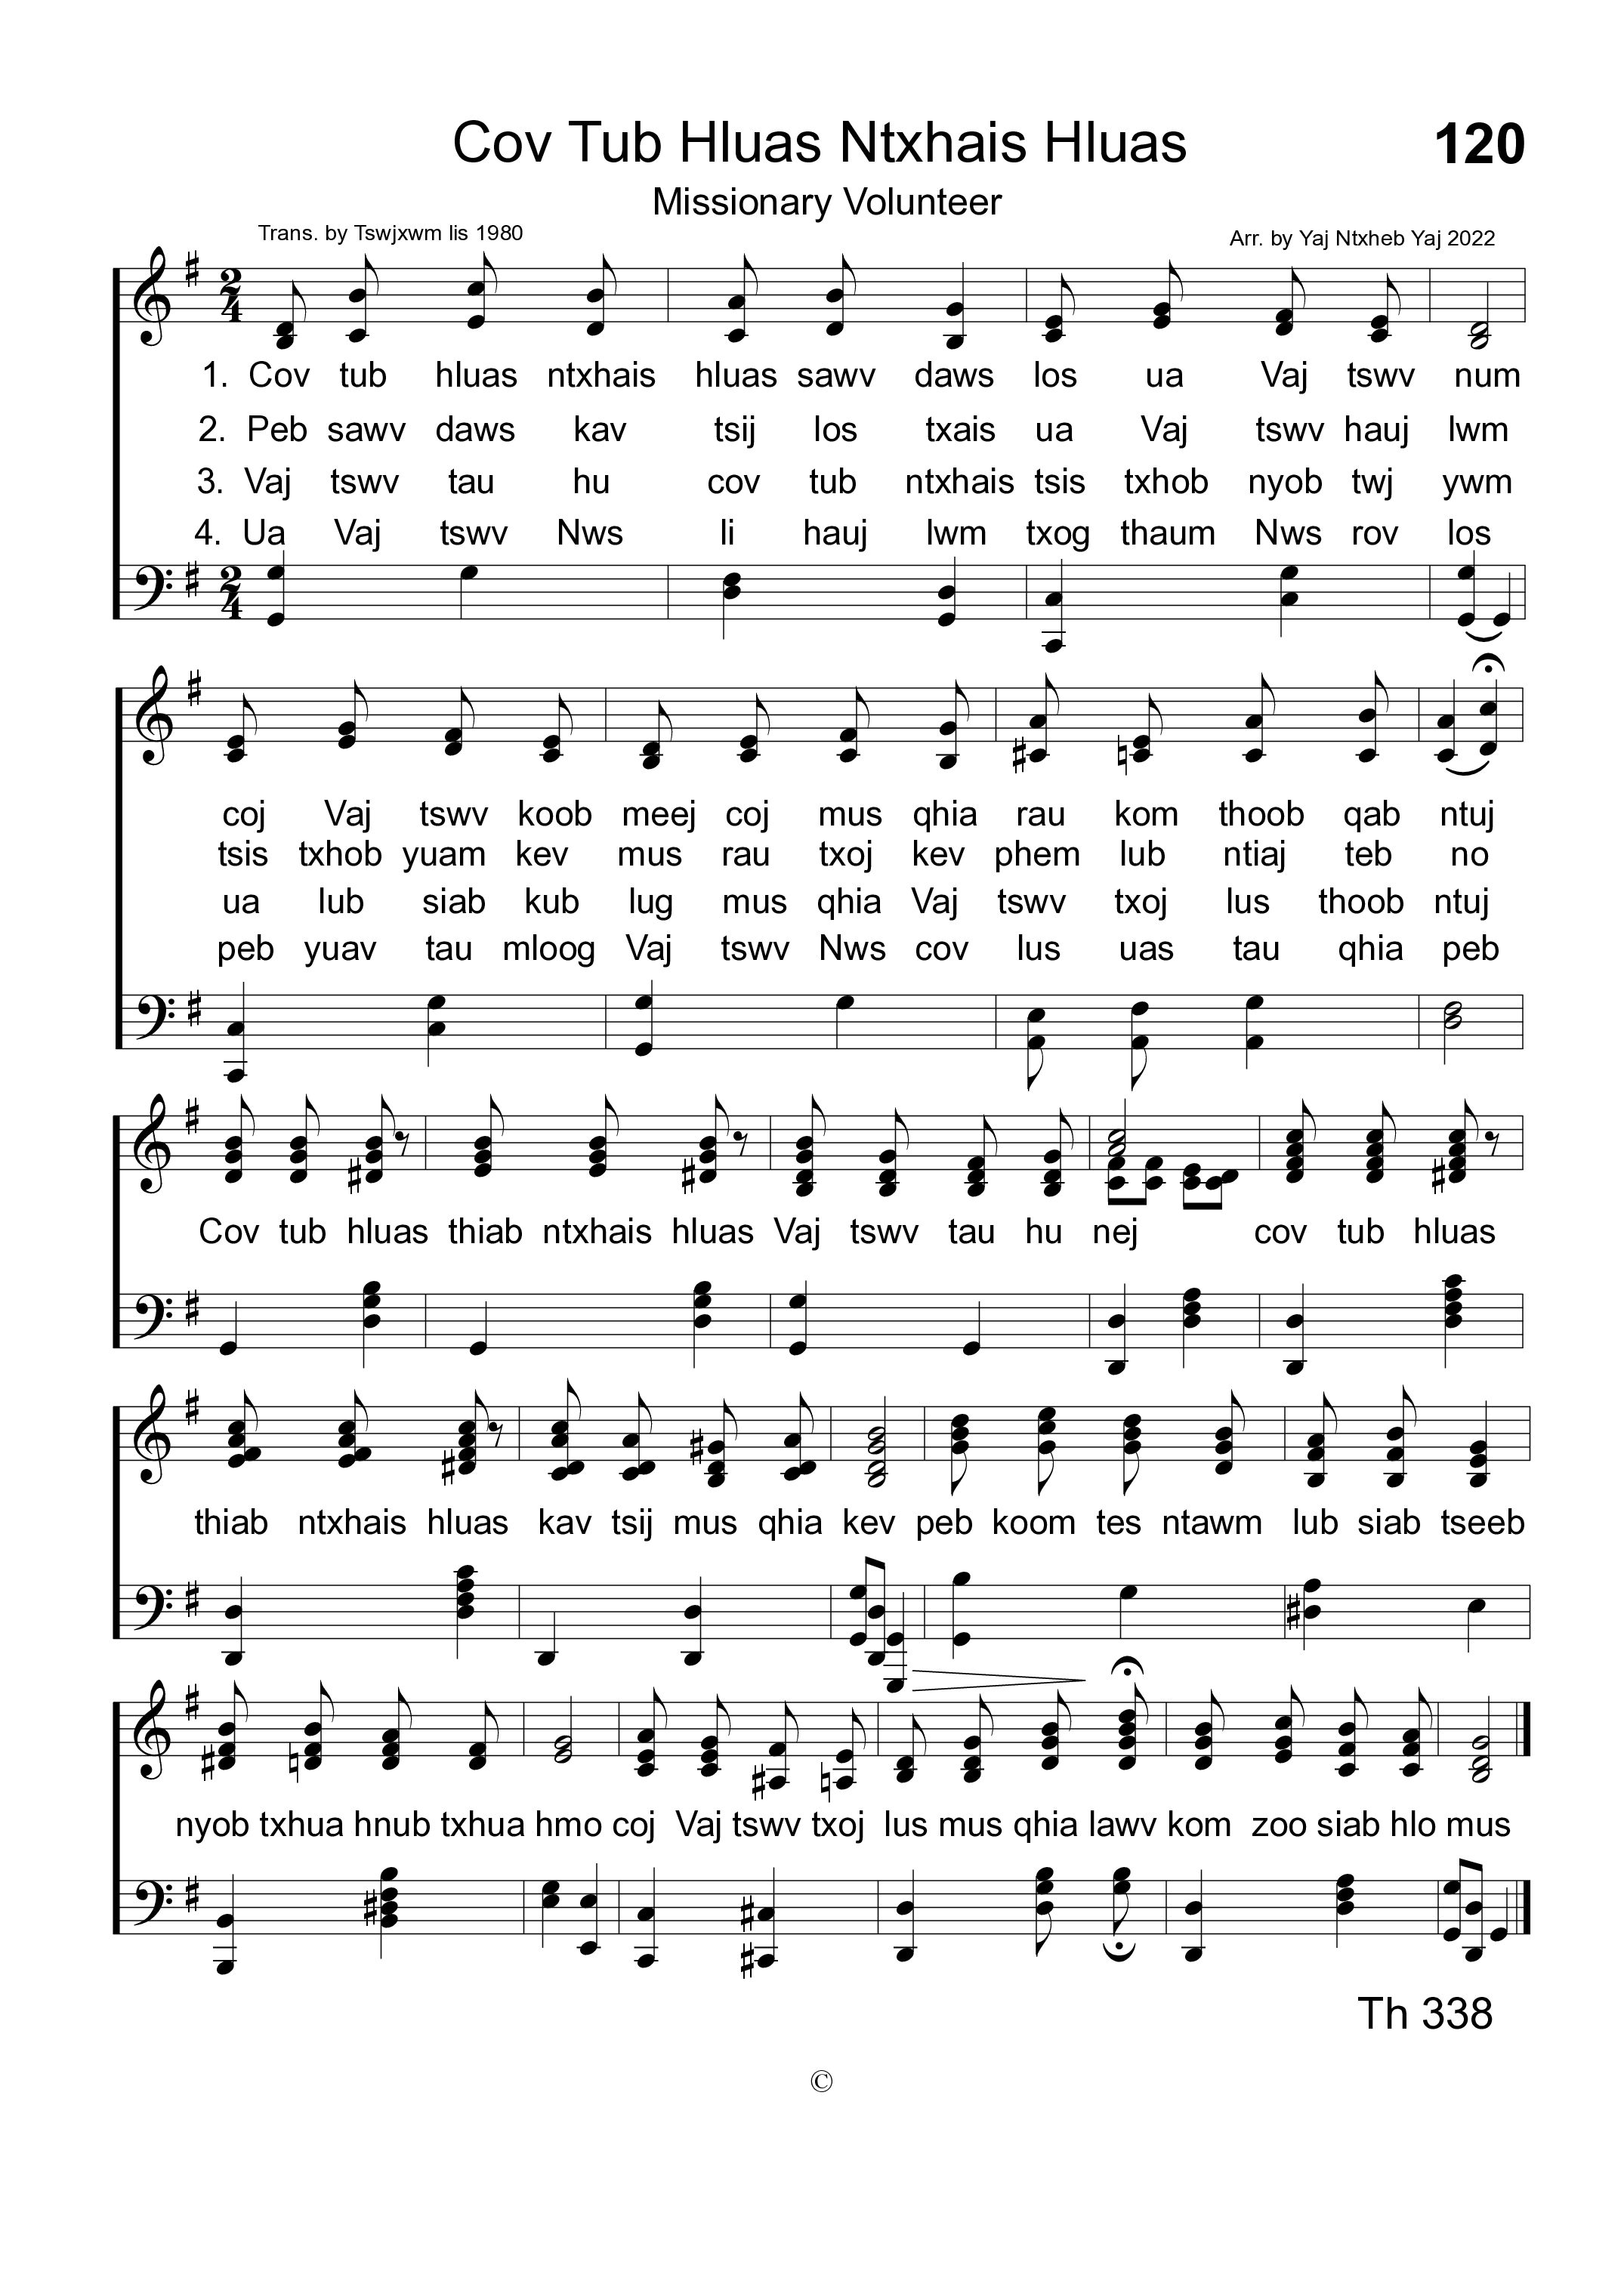 Cov Tub Hluas Ntxhais Hluas
120
Missionary Volunteer
Trans. by Tswjxwm lis 1980
Arr. by Yaj Ntxheb Yaj 2022
2
4
1. Cov tub hluas ntxhais hluas sawv daws los ua Vaj tswv num
2. Peb sawv daws kav tsij los txais ua Vaj tswv hauj lwm
3. Vaj tswv tau hu cov tub ntxhais tsis txhob nyob twj ywm
4. Ua Vaj tswv Nws li hauj lwm txog thaum Nws rov los
2
4
coj Vaj tswv koob meej coj mus qhia rau kom thoob qab ntuj
tsis txhob yuam kev mus rau txoj kev phem lub ntiaj teb no
ua lub siab kub lug mus qhia Vaj tswv txoj lus thoob ntuj
peb yuav tau mloog Vaj tswv Nws cov lus uas tau qhia peb
Cov tub hluas thiab ntxhais hluas Vaj tswv tau hu nej cov tub hluas
thiab ntxhais hluas kav tsij mus qhia kev peb koom tes ntawm lub siab tseeb
nyob txhua hnub txhua hmo coj Vaj tswv txoj lus mus qhia lawv kom zoo siab hlo mus
Th 338
©